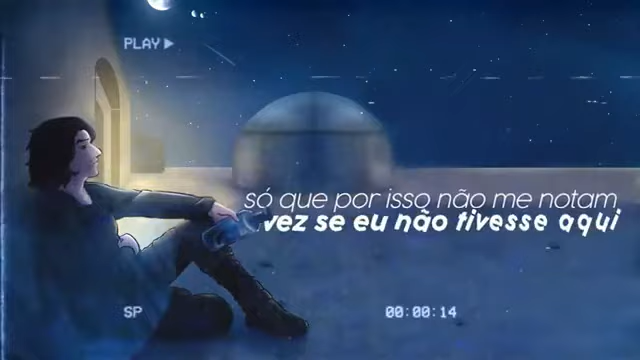 PLAY
só que por isso não me notam
vez se eu não tivesse aqui
SP
00:00:14